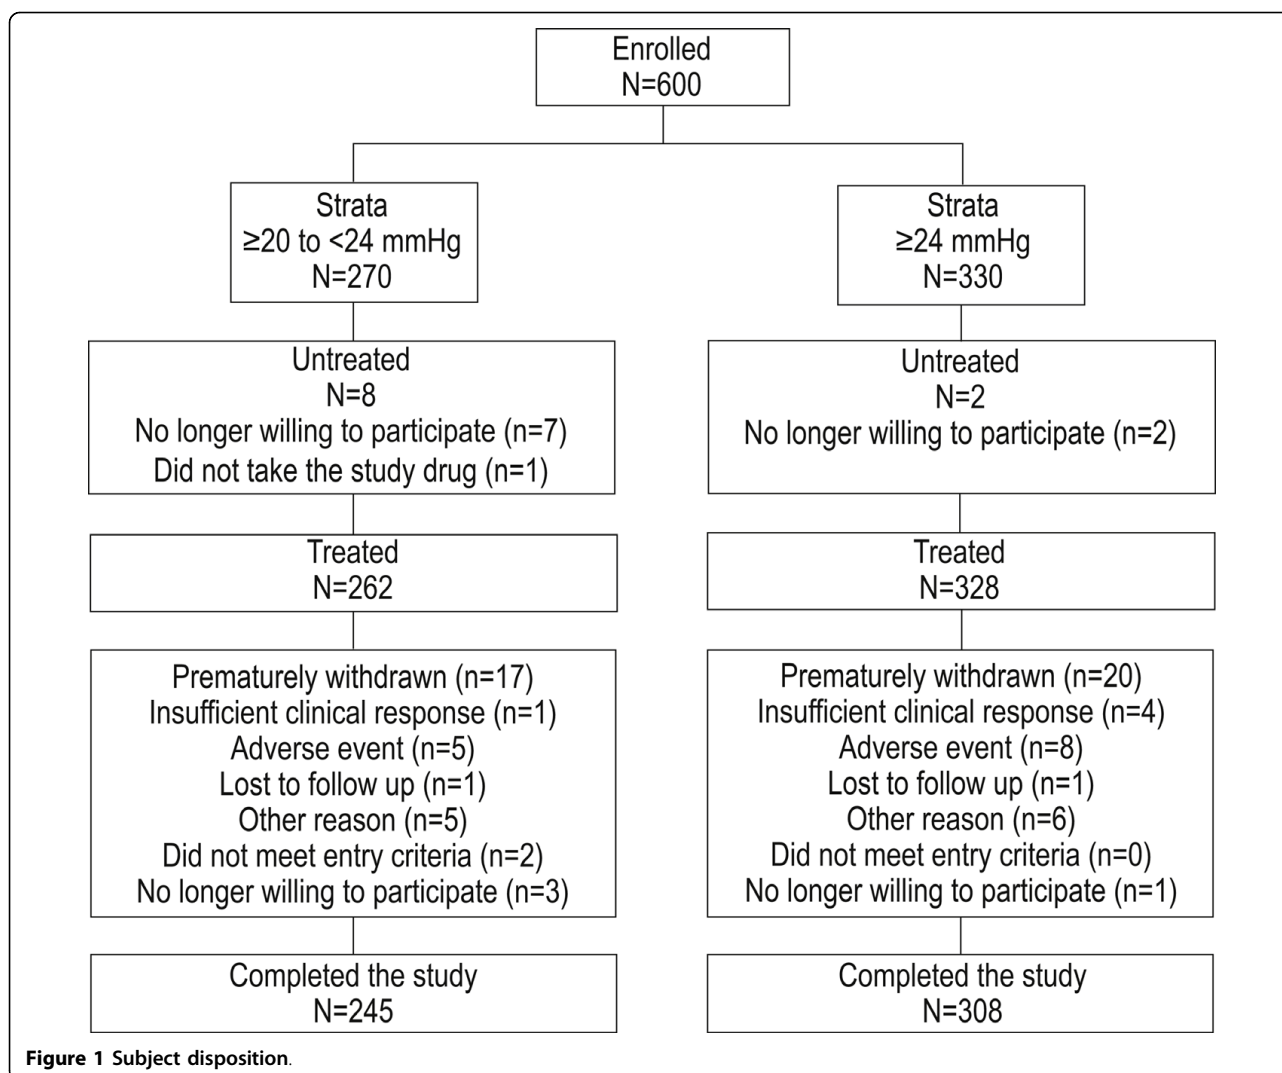 Enrolled
N=600
Strata
≥20 to <24 mmHg
N=270
Strata
≥24 mmHg
N=330
Untreated
N=8
No longer willing to participate (n=7)
Did not take the study drug (n=1)
Untreated
N=2
No longer willing to participate (n=2)
Treated
N=262
Treated
N=328
Prematurely withdrawn (n=17)
Insufficient clinical response (n=1)
Adverse event (n=5)
Lost to follow up (n=1)
Other reason (n=5)
Did not meet entry criteria (n=2)
No longer willing to participate (n=3)
Prematurely withdrawn (n=20)
Insufficient clinical response (n=4)
Adverse event (n=8)
Lost to follow up (n=1)
Other reason (n=6)
Did not meet entry criteria (n=0)
No longer willing to participate (n=1)
Completed the study
N=245
Completed the study
N=308
Figure 1 Subject disposition.